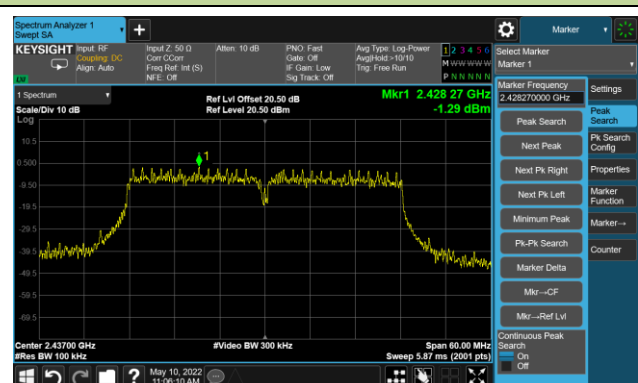 Spectrum Analyzer 1
Swept SA
Marker
KEYSIGHT
Input: RF
Coupling: DC
Align: Auto
Input Z: 50 Ω
Corr CCorr
Freq Ref: Int (S)
NFE: Off
Atten: 10 dB
PNO: Fast
Gate: Off
IF Gain: Low
Sig Track: Off
Avg Type: Log-Power
Avg|Hold:>10/10
Trig: Free Run
1 2 3 4 5 6
M W W W W W
P N N N N N
LXI
Select Marker
Marker 1
1 Spectrum
Scale/Div 10 dB
Log
Ref Lvl Offset 20.50 dB
Ref Level 20.50 dBm
Mkr1 2.428 27 GHz
-1.29 dBm
10.5
0.500
-9.50
-19.5
-29.5
-39.5
-49.5
-59.5
-69.5
1
Center 2.43700 GHz
#Res BW 100 kHz
#Video BW 300 kHz
Span 60.00 MHz
Sweep 5.87 ms (2001 pts)
Marker Frequency
2.428270000 GHz
Peak Search
Next Peak
Next Pk Right
Next Pk Left
Minimum Peak
Pk-Pk Search
Marker Delta
Mkr→CF
Mkr→Ref Lvl
Continuous Peak
Search
On
Off
Settings
Peak
Search
Pk Search
Config
Properties
Marker
Function
Marker→
Counter
May 10, 2022
11:06:10 AM